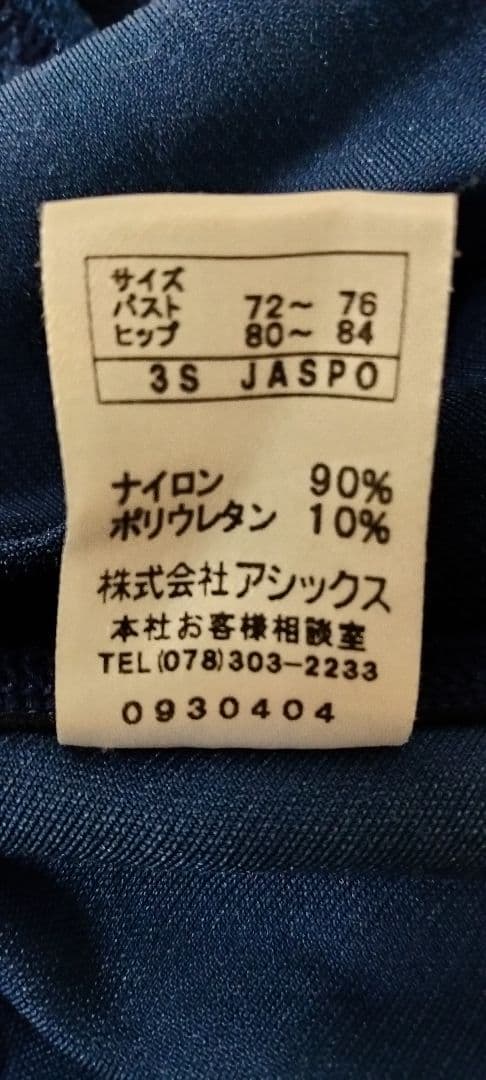 サイズ
バスト 72～ 76
ヒップ 80～ 84
3S JASPO
ナイロン 90%
ポリウレタン 10%
株式会社アシックス
本社お客様相談室
TEL(078)303-2233
0930404